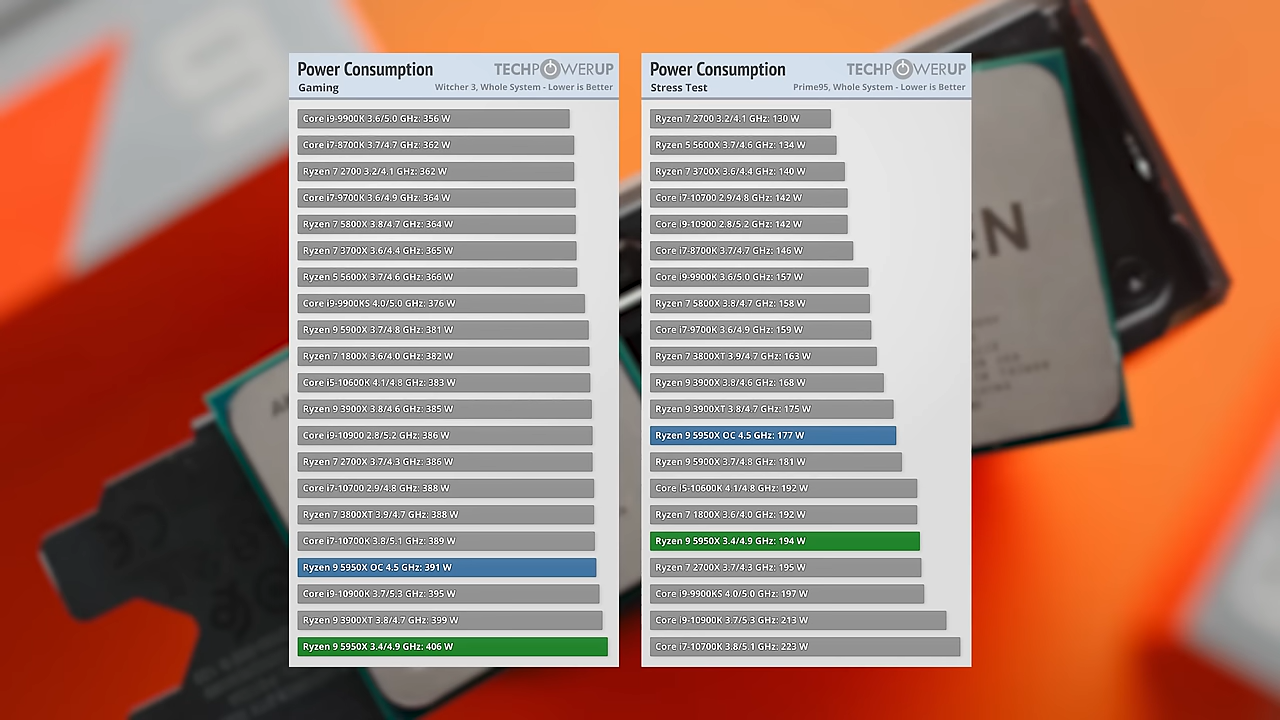 Power Consumption
TECHPOWERUP
Gaming
Witcher 3, Whole System - Lower is Better
Core i9-9900K 3.6/5.0 GHz: 356 W
Core i7-8700K 3.7/4.7 GHz: 362 W
Ryzen 7 2700 3.2/4.1 GHz: 362 W
Core i7-9700K 3.6/4.9 GHz: 364 W
Ryzen 7 5800X 3.8/4.7 GHz: 364 W
Ryzen 7 3700X 3.6/4.4 GHz: 365 W
Ryzen 5 5600X 3.7/4.6 GHz: 366 W
Core i9-9900KS 4.0/5.0 GHz: 376 W
Ryzen 9 5900X 3.7/4.8 GHz: 381 W
Ryzen 7 1800X 3.6/4.0 GHz: 382 W
Core i5-10600K 4.1/4.8 GHz: 383 W
Ryzen 9 3900X 3.8/4.6 GHz: 385 W
Core i9-10900 2.8/5.2 GHz: 386 W
Ryzen 7 2700X 3.7/4.3 GHz: 386 W
Core i7-10700 2.9/4.8 GHz: 388 W
Ryzen 7 3800XT 3.9/4.7 GHz: 388 W
Core i7-10700K 3.8/5.1 GHz: 389 W
Ryzen 9 5950X OC 4.5 GHz: 391 W
Core i9-10900K 3.7/5.3 GHz: 395 W
Ryzen 9 3900XT 3.8/4.7 GHz: 399 W
Ryzen 9 5950X 3.4/4.9 GHz: 406 W
Power Consumption
TECHPOWERUP
Stress Test
Prime95, Whole System - Lower is Better
Ryzen 7 2700 3.2/4.1 GHz: 130 W
Ryzen 5 5600X 3.7/4.6 GHz: 134 W
Ryzen 7 3700X 3.6/4.4 GHz: 140 W
Core i7-10700 2.9/4.8 GHz: 142 W
Core i9-10900 2.8/5.2 GHz: 142 W
Core i7-8700K 3.7/4.7 GHz: 146 W
Core i9-9900K 3.6/5.0 GHz: 157 W
Ryzen 7 5800X 3.8/4.7 GHz: 158 W
Core i7-9700K 3.6/4.9 GHz: 159 W
Ryzen 7 3800XT 3.9/4.7 GHz: 163 W
Ryzen 9 3900X 3.8/4.6 GHz: 168 W
Ryzen 9 3900XT 3.8/4.7 GHz: 175 W
Ryzen 9 5950X OC 4.5 GHz: 177 W
Ryzen 9 5900X 3.7/4.8 GHz: 181 W
Core i5-10600K 4.1/4.8 GHz: 192 W
Ryzen 7 1800X 3.6/4.0 GHz: 192 W
Ryzen 9 5950X 3.4/4.9 GHz: 194 W
Ryzen 7 2700X 3.7/4.3 GHz: 195 W
Core i9-9900KS 4.0/5.0 GHz: 197 W
Core i9-10900K 3.7/5.3 GHz: 213 W
Core i7-10700K 3.8/5.1 GHz: 223 W